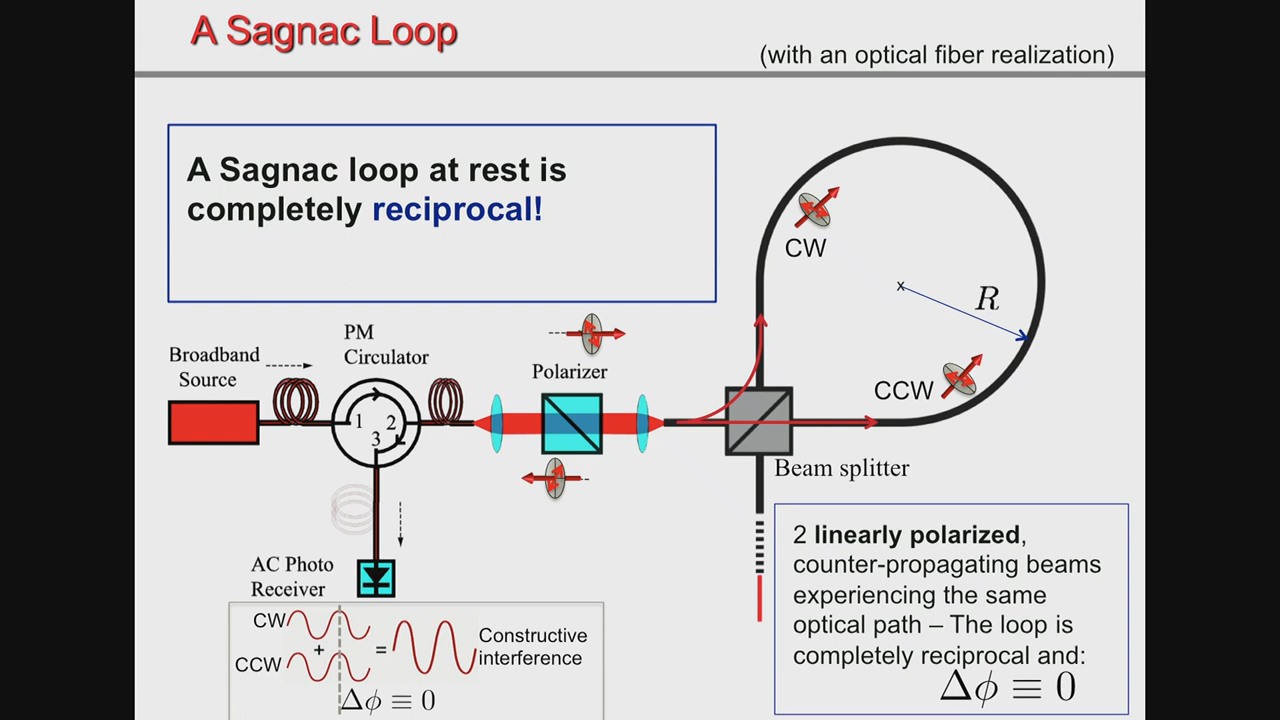 A Sagnac Loop
(with an optical fiber realization)
A Sagnac loop at rest is
completely reciprocal!
CW
x
R
CCW
PM
Circulator
Broadband
Source
1
2
3
Polarizer
Beam splitter
AC Photo
Receiver
CW
+
CCW
=
Constructive
interference
Δϕ ≡ 0
2 linearly polarized,
counter-propagating beams
experiencing the same
optical path – The loop is
completely reciprocal and:
Δϕ ≡ 0